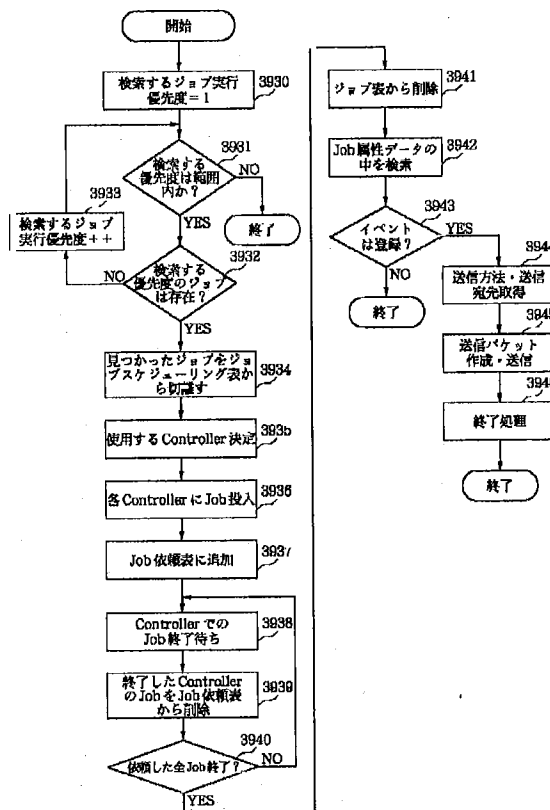 開始
検索するジョブ実行
優先度=1
3930
検索する
優先度は範囲
内か?
3931
NO
YES
終了
3933
検索するジョブ
実行優先度++
検索する
優先度のジョブ
は存在?
3932
NO
YES
見つかったジョブをジョ
ブスケジューリング表
から切離す
3934
使用するController決定
3935
各ControllerにJob投入
3936
Job依頼表に追加
3937
Controllerでの
Job終了待ち
3938
終了したController
のJobをJob依頼表
から削除
3939
依頼した全Job終了?
3940
NO
YES
ジョブ表から削除
3941
Job属性データの
中を検索
3942
イベント
は登録?
3943
YES
NO
終了
送信方法・送信
宛先取得
394
送信パケット
作成・送信
394
終了処理
394
終了